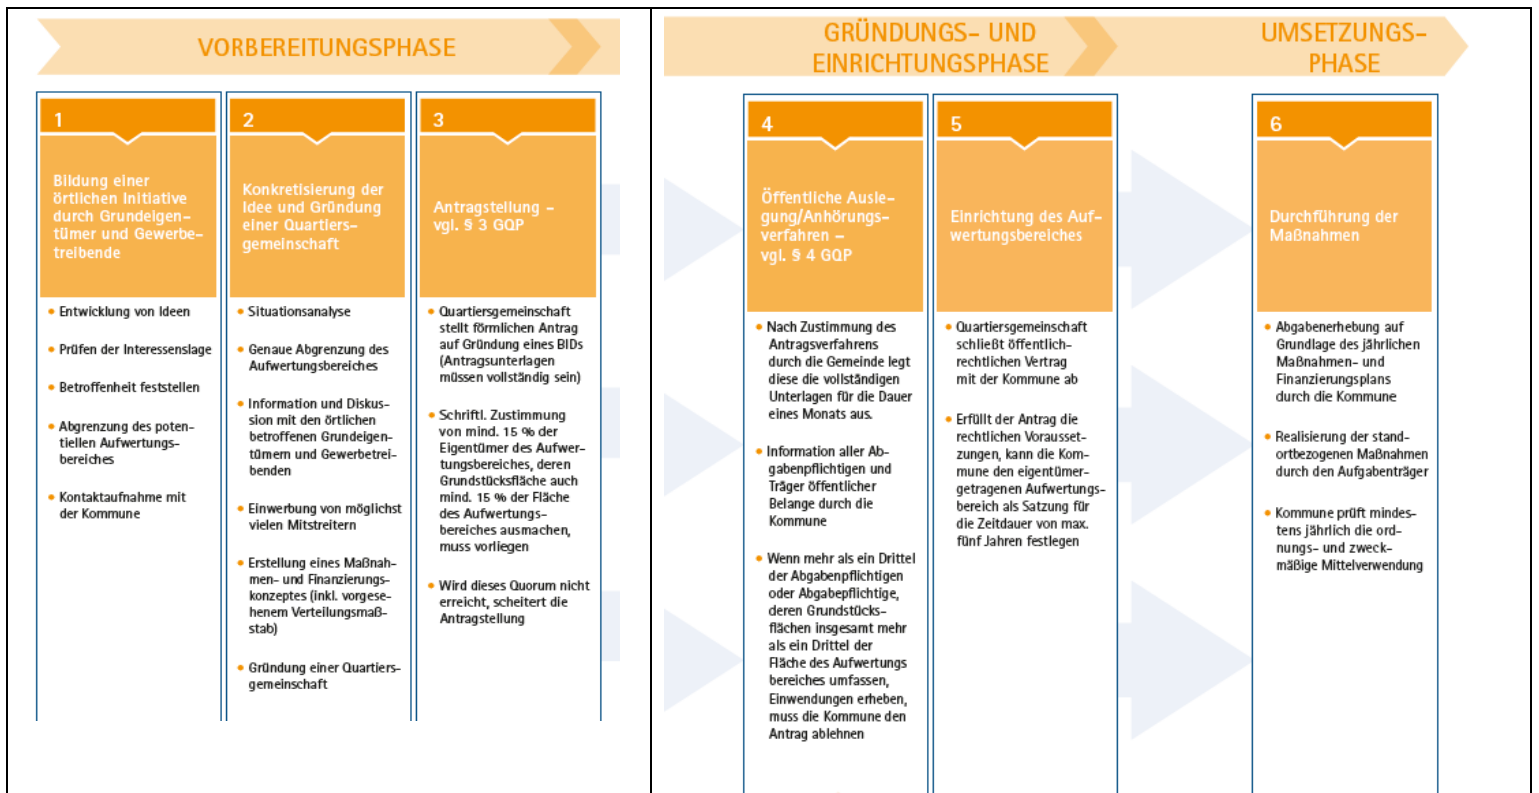 VORBEREITUNGSPHASE
1
Bildung einer
örtlichen Initiative
durch Grundeigen-
tümer und Gewerbe-
treibende
• Entwicklung von Ideen
• Prüfen der Interessenslage
• Betroffenheit feststellen
• Abgrenzung des poten-
tiellen Aufwertungs-
bereiches
• Kontaktaufnahme mit
der Kommune
2
Konkretisierung der
Idee und Gründung
einer Quartiers-
gemeinschaft
• Situationsanalyse
• Genaue Abgrenzung des
Aufwertungsbereiches
• Information und Diskus-
sion mit den örtlichen
betroffenen Grundeigen-
tümern und Gewerbetrei-
benden
• Einwerbung von möglichst
vielen Mitstreitern
• Erstellung eines Maßnah-
men- und Finanzierungs-
konzeptes (inkl. vorgese-
henem Verteilungsmaß-
stab)
• Gründung einer Quartiers-
gemeinschaft
3
Antragstellung –
vgl. § 3 GQP
• Quartiersgemeinschaft
stellt förmlichen Antrag
auf Gründung eines BIDs
(Antragsunterlagen
müssen vollständig sein)
• Schriftl. Zustimmung
von mind. 15 % der
Eigentümer des Aufwer-
tungsbereiches, deren
Grundstücksfläche auch
mind. 15 % der Fläche
des Aufwertungs-
bereiches ausmachen,
muss vorliegen
• Wird dieses Quorum nicht
erreicht, scheitert die
Antragstellung
GRÜNDUNGS- UND
EINRICHTUNGSPHASE
4
Öffentliche Ausle-
gung/Anhörungs-
verfahren –
vgl. § 4 GQP
• Nach Zustimmung des
Antragsverfahrens
durch die Gemeinde legt
diese die vollständigen
Unterlagen für die Dauer
eines Monats aus.
• Information aller Ab-
gabenpflichtigen und
Träger öffentlicher
Belange durch die
Kommune
• Wenn mehr als ein Drittel
der Abgabenpflichtigen
oder Abgabepflichtige,
deren Grundstücks-
flächen insgesamt mehr
als ein Drittel der
Fläche des Aufwertungs
bereiches umfassen,
Einwendungen erheben,
muss die Kommune den
Antrag ablehnen
5
Einrichtung des Auf-
wertungsbereiches
• Quartiersgemeinschaft
schließt öffentlich-
rechtlichen Vertrag
mit der Kommune ab
• Erfüllt der Antrag die
rechtlichen Vorausset-
zungen, kann die Kom-
mune den eigentümer-
getragenen Aufwertungs-
bereich als Satzung für
die Zeitdauer von max.
fünf Jahren festlegen
UMSETZUNGS-
PHASE
6
Durchführung der
Maßnahmen
• Abgabenerhebung auf
Grundlage des jährlichen
Maßnahmen- und
Finanzierungsplans
durch die Kommune
• Realisierung der stand-
ortbezogenen Maßnahmen
durch den Aufgabenträger
• Kommune prüft mindes-
tens jährlich die ord-
nungs- und zweck-
mäßige Mittelverwendung